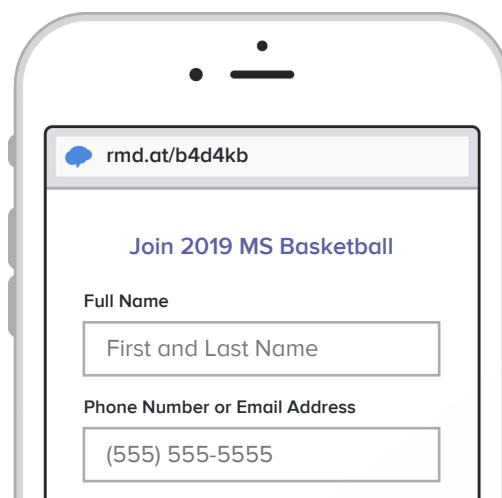 rmd.at/b4d4kb
Join 2019 MS Basketball
Full Name
First and Last Name
Phone Number or Email Address
(555) 555-5555